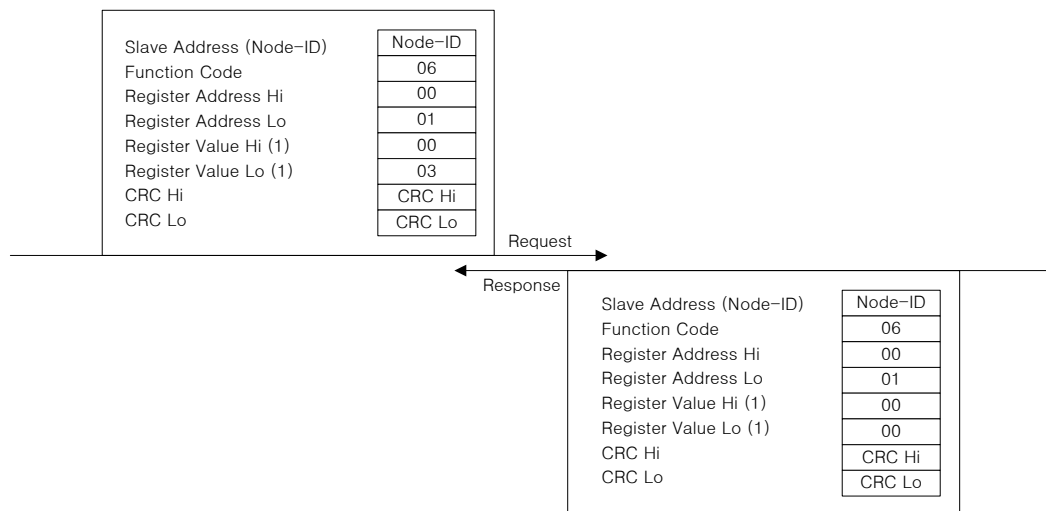 Slave Address (Node-ID) Node-ID
Function Code 06
Register Address Hi 00
Register Address Lo 01
Register Value Hi (1) 00
Register Value Lo (1) 03
CRC Hi CRC Hi
CRC Lo CRC Lo
Request
Response
Slave Address (Node-ID) Node-ID
Function Code 06
Register Address Hi 00
Register Address Lo 01
Register Value Hi (1) 00
Register Value Lo (1) 00
CRC Hi CRC Hi
CRC Lo CRC Lo